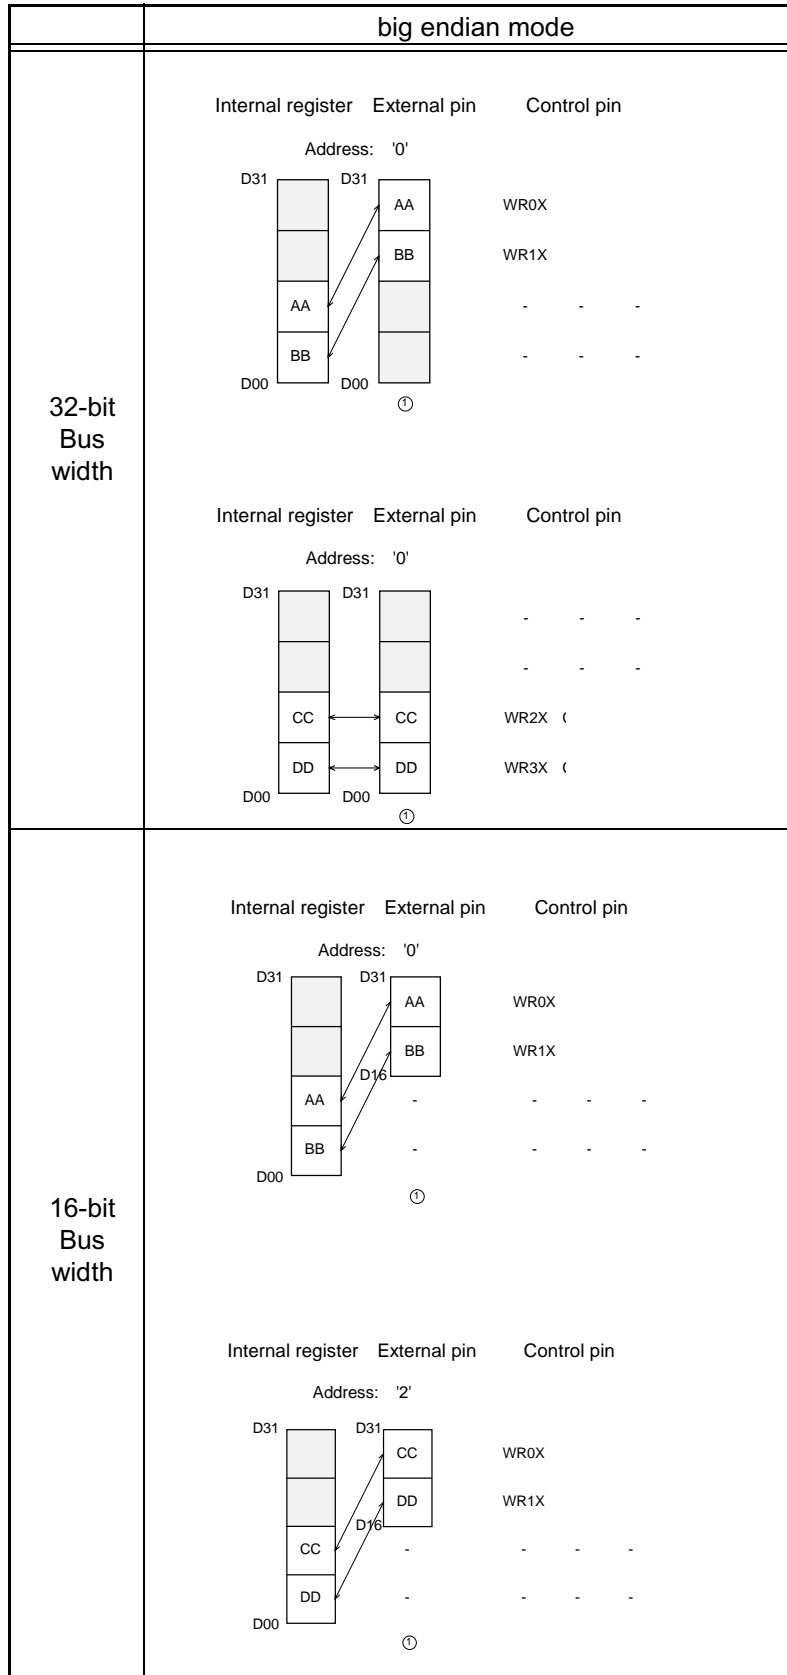 big endian mode
32-bit
Bus
width
Internal register External pin Control pin
Address: '0'
D31 D31
AA WR0X
BB WR1X
AA - - -
BB - - -
D00 D00
①
Internal register External pin Control pin
Address: '0'
D31 D31
- - -
- - -
CC CC WR2X
DD DD WR3X
D00 D00
①
16-bit
Bus
width
Internal register External pin Control pin
Address: '0'
D31 D31
AA WR0X
BB WR1X
D16
AA - - - -
BB - - - -
D00
①
Internal register External pin Control pin
Address: '2'
D31 D31
CC WR0X
DD WR1X
D16
CC - - - -
DD - - - -
D00
①